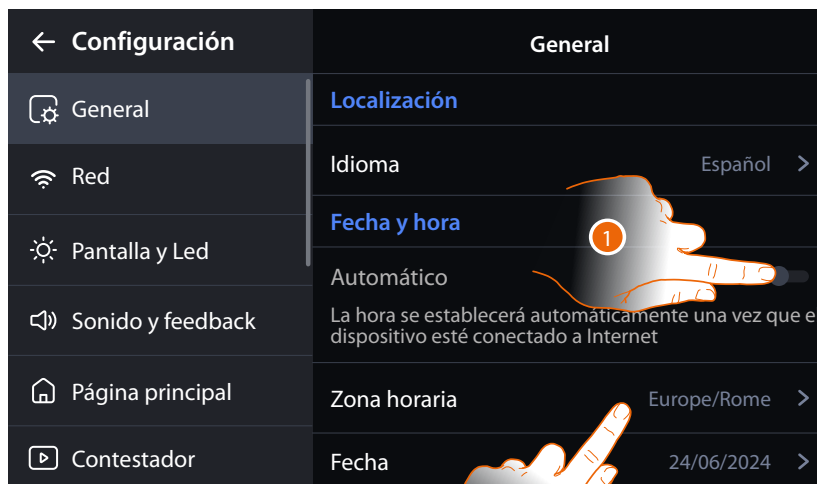 Configuración
General
Red
Pantalla y Led
Sonido y feedback
Página principal
Contestador
General
Localización
Idioma Español
Fecha y hora
1
Automático
La hora se establecerá automáticamente una vez que e
dispositivo esté conectado a Internet
Zona horaria Europe/Rome
Fecha 24/06/2024